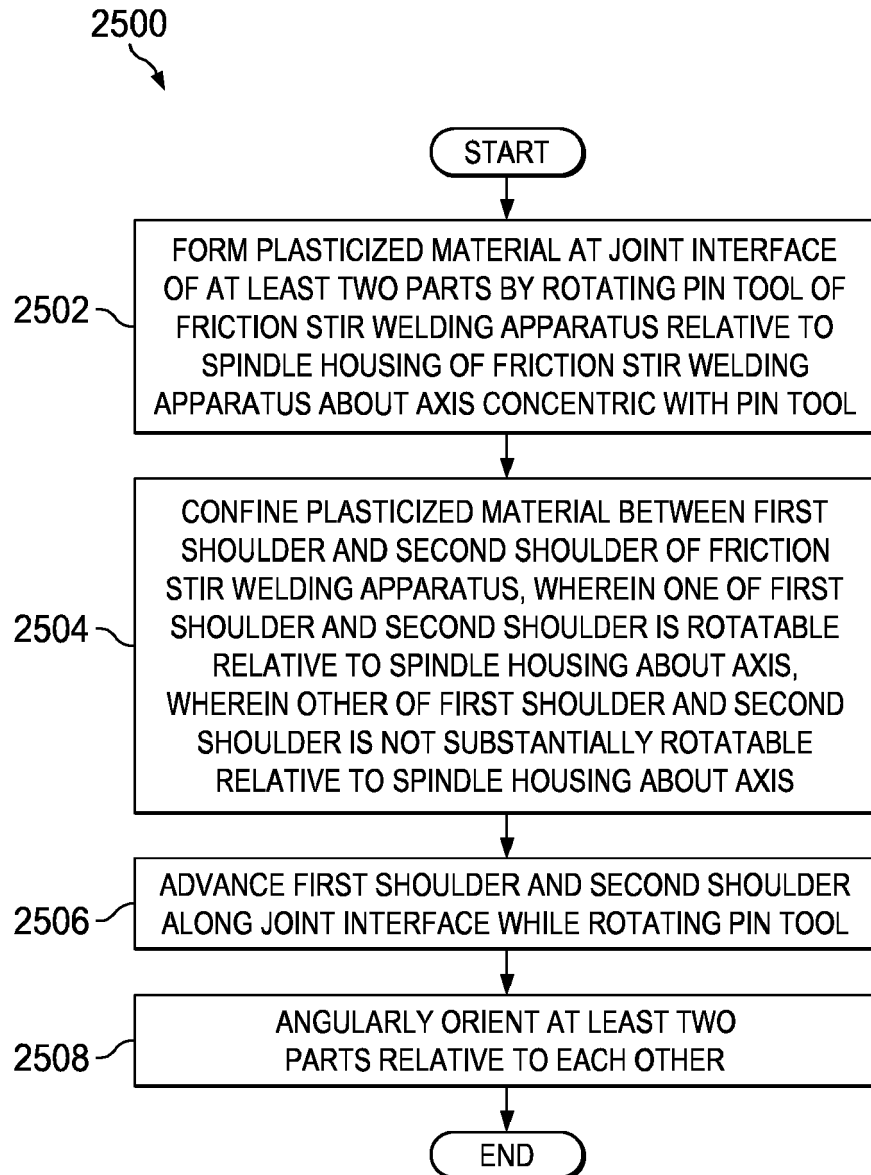 2500
START
2502
FORM PLASTICIZED MATERIAL AT JOINT INTERFACE
OF AT LEAST TWO PARTS BY ROTATING PIN TOOL OF
FRICTION STIR WELDING APPARATUS RELATIVE TO
SPINDLE HOUSING OF FRICTION STIR WELDING
APPARATUS ABOUT AXIS CONCENTRIC WITH PIN TOOL
2504
CONFINE PLASTICIZED MATERIAL BETWEEN FIRST
SHOULDER AND SECOND SHOULDER OF FRICTION
STIR WELDING APPARATUS, WHEREIN ONE OF FIRST
SHOULDER AND SECOND SHOULDER IS ROTATABLE
RELATIVE TO SPINDLE HOUSING ABOUT AXIS,
WHEREIN OTHER OF FIRST SHOULDER AND SECOND
SHOULDER IS NOT SUBSTANTIALLY ROTATABLE
RELATIVE TO SPINDLE HOUSING ABOUT AXIS
2506
ADVANCE FIRST SHOULDER AND SECOND SHOULDER
ALONG JOINT INTERFACE WHILE ROTATING PIN TOOL
2508
ANGULARLY ORIENT AT LEAST TWO
PARTS RELATIVE TO EACH OTHER
END